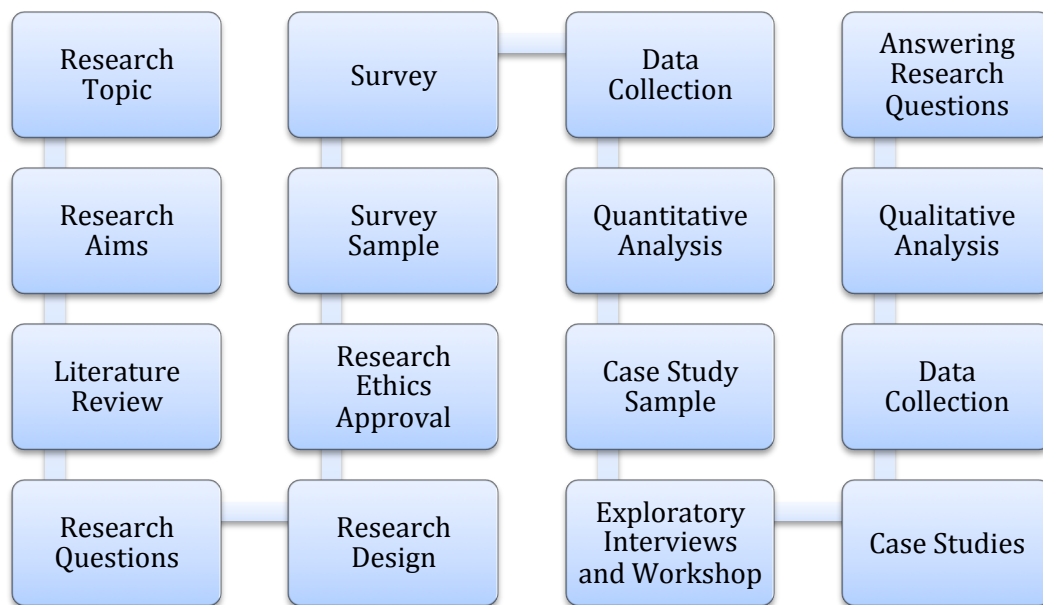 Research
Topic
Research
Aims
Literature
Review
Research
Questions
Research
Design
Research
Ethics
Approval
Survey
Sample
Survey
Data
Collection
Quantitative
Analysis
Case Study
Sample
Exploratory
Interviews
and Workshop
Case Studies
Data
Collection
Qualitative
Analysis
Answering
Research
Questions